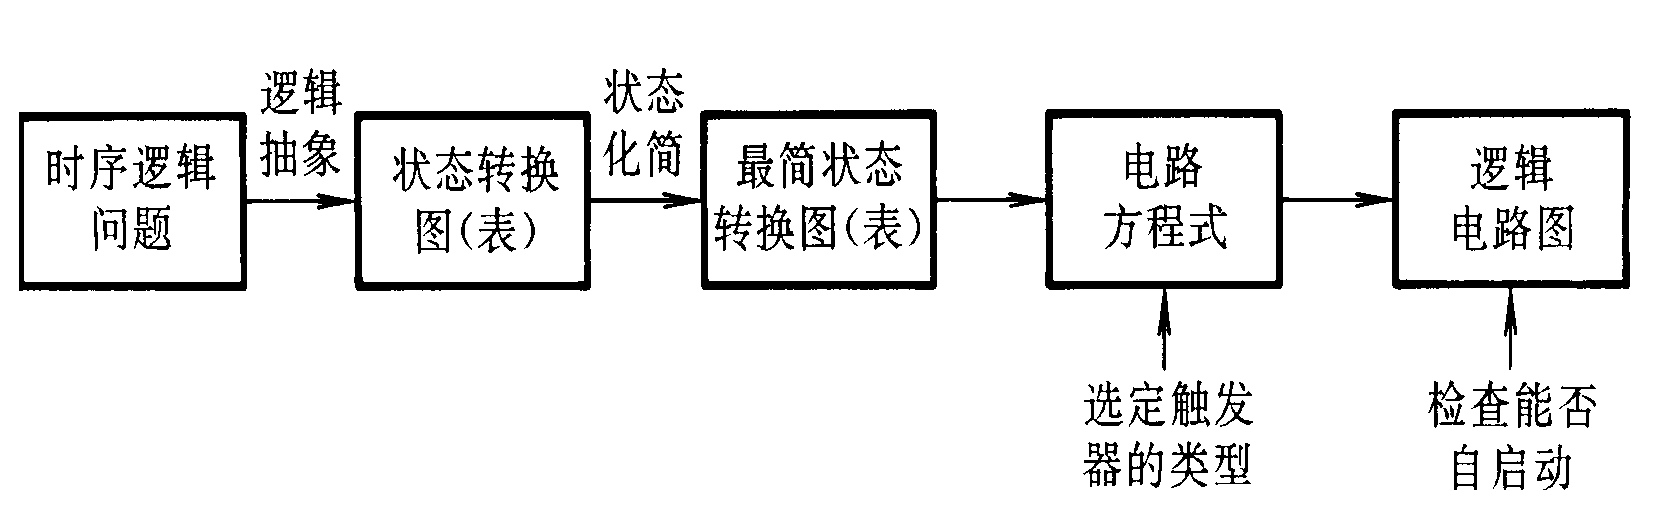 时序逻辑
问题
逻辑
抽象
状态转换
图(表)
状态
化简
最简状态
转换图(表)
电路
方程式
逻辑
电路图
选定触发
器的类型
检查能否
自启动